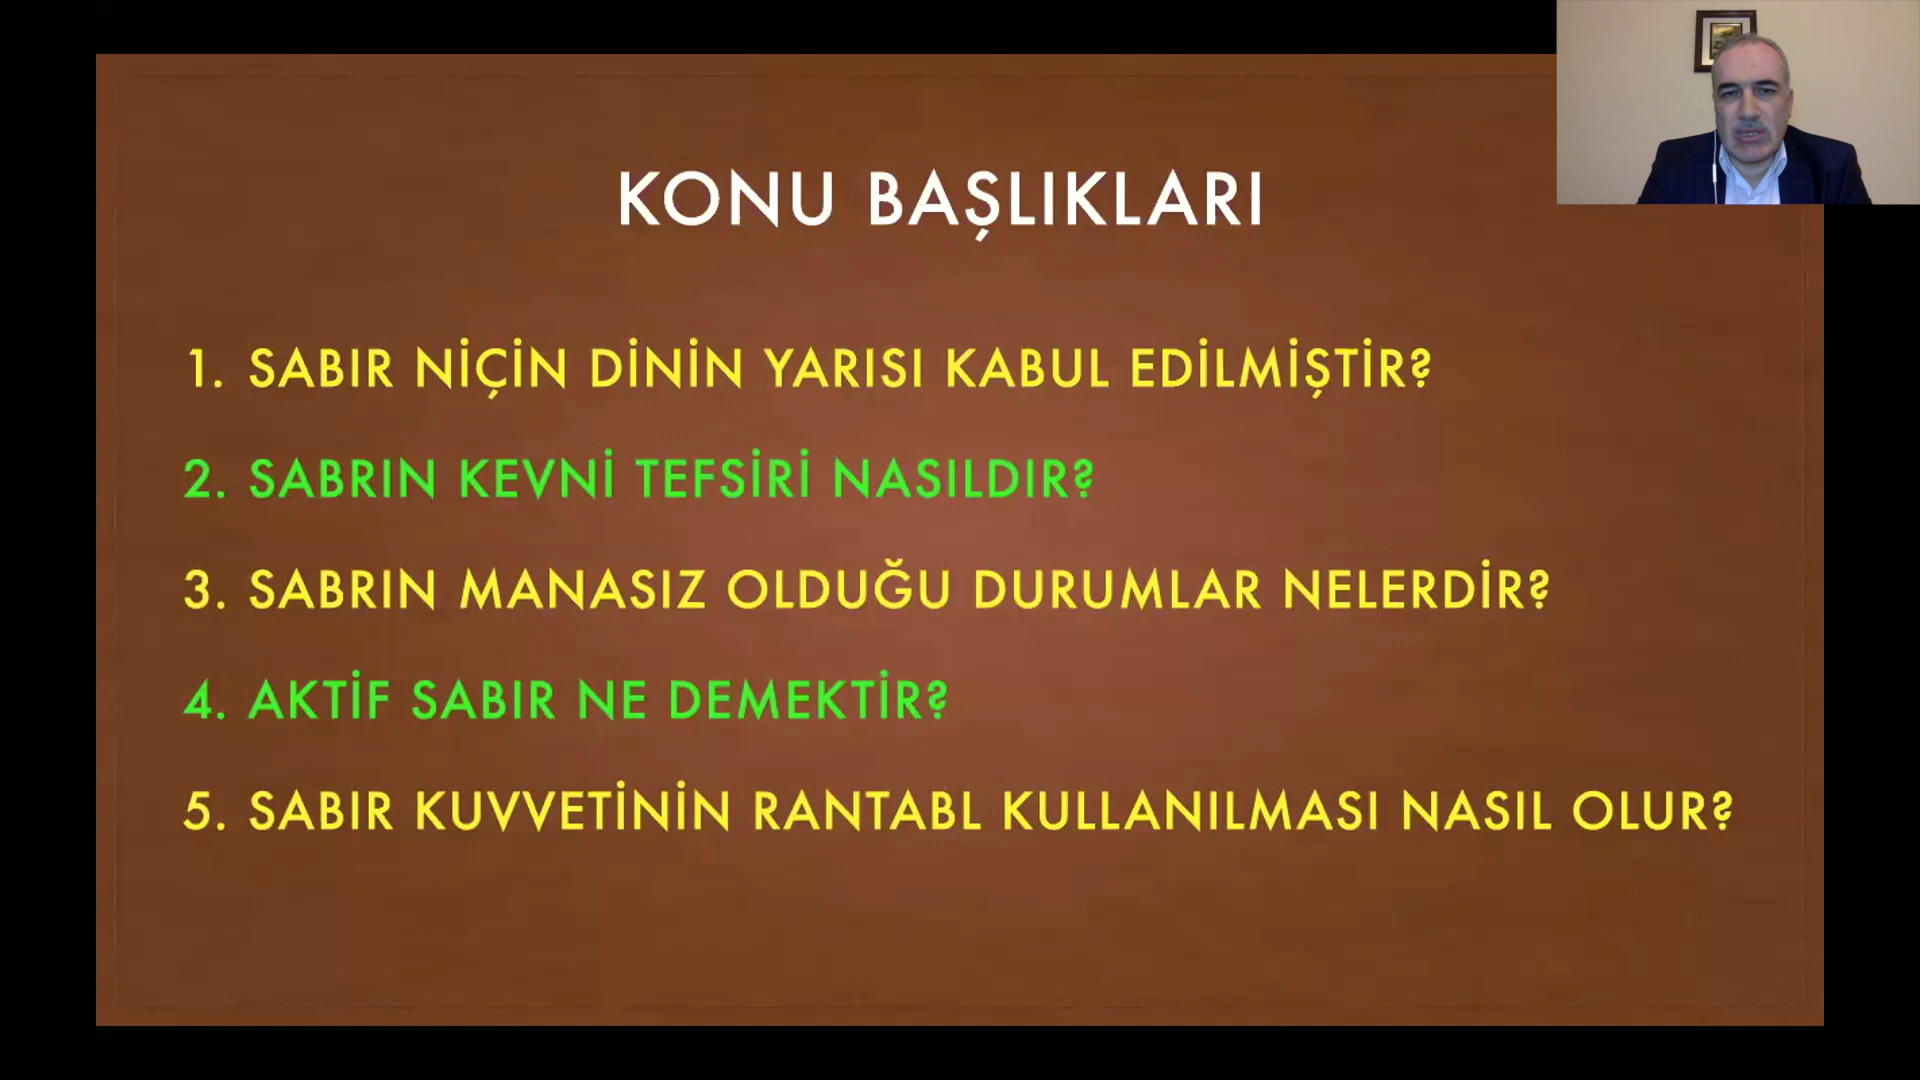 KONU BAŞLIKLARI
1. SABIR NİÇİN DİNİN YARISI KABUL EDİLMİŞTİR?
2. SABRIN KEVNİ TEFSİRİ NASILDIR?
3. SABRIN MANASIZ OLDUĞU DURUMLAR NELERDİR?
4. AKTİF SABIR NE DEMEKTİR?
5. SABIR KUVVETİNİN RANTABL KULLANILMASI NASIL OLUR?